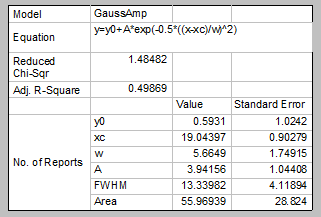 Model GaussAmp
Equation y=y0+A*exp(-0.5*((x-xc)/w)^2)
Reduced Chi-Sqr 1.48482
Adj. R-Square 0.49869
Value Standard Error
No. of Reports y0 0.5931 1.0242
xc 19.04397 0.90279
w 5.6649 1.74915
A 3.94156 1.04408
FWHM 13.33982 4.11894
Area 55.96939 28.824